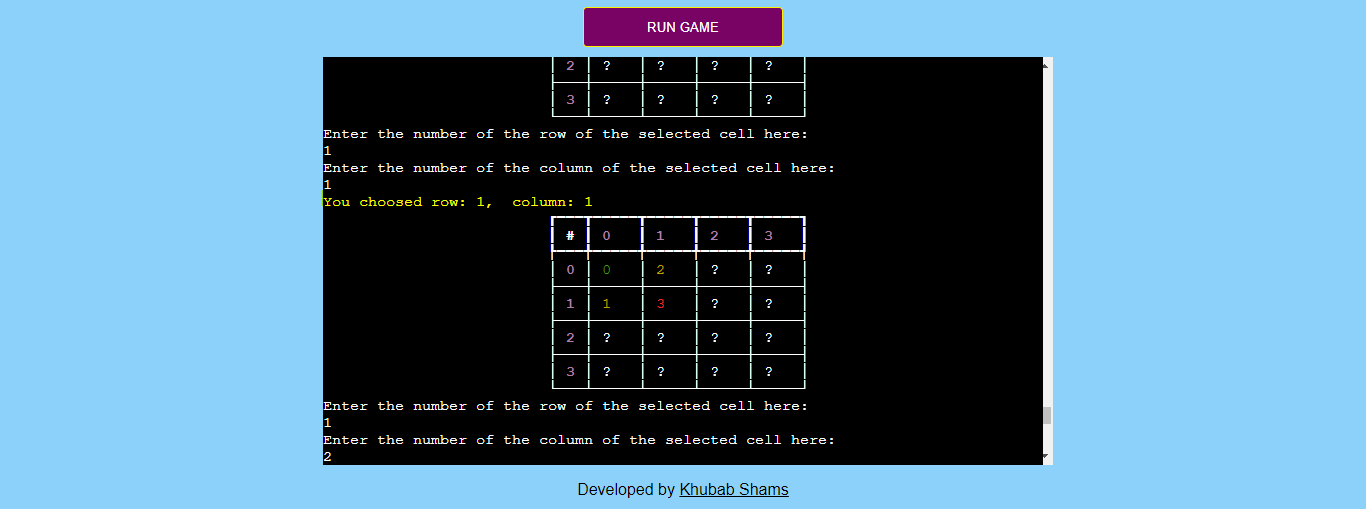 RUN GAME
2 ? ? ? ?
3 ? ? ? ?
Enter the number of the row of the selected cell here:
1
Enter the number of the column of the selected cell here:
1
You choosed row: 1, column: 1
# 0 1 2 3
0 0 2 ? ?
1 1 3 ? ?
2 ? ? ? ?
3 ? ? ? ?
Enter the number of the row of the selected cell here:
1
Enter the number of the column of the selected cell here:
2
Developed by Khubab Shams